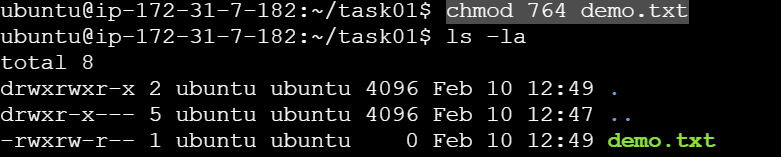 ubuntu@ip-172-31-7-182:~/task01$ chmod 764 demo.txt
ubuntu@ip-172-31-7-182:~/task01$ ls -la
total 8
drwxrwxr-x 2 ubuntu ubuntu 4096 Feb 10 12:49 .
drwxr-x--- 5 ubuntu ubuntu 4096 Feb 10 12:47 ..
-rwxrw-r-- 1 ubuntu ubuntu    0 Feb 10 12:49 demo.txt